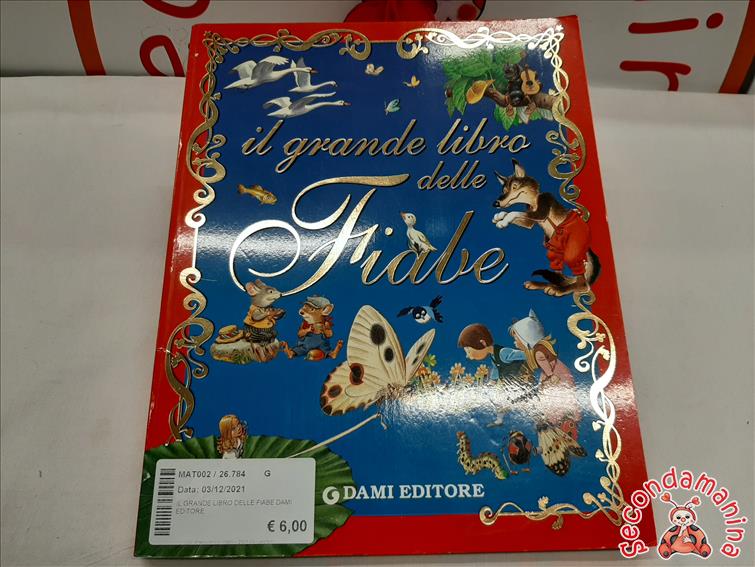 il grande libro
delle
Fiabe
MAT002 / 26.784 G
Data: 03/12/2021
IL GRANDE LIBRO DELLE FIABE DAMI
EDITORE
€ 6,00
DAMI EDITORE
secondamanina